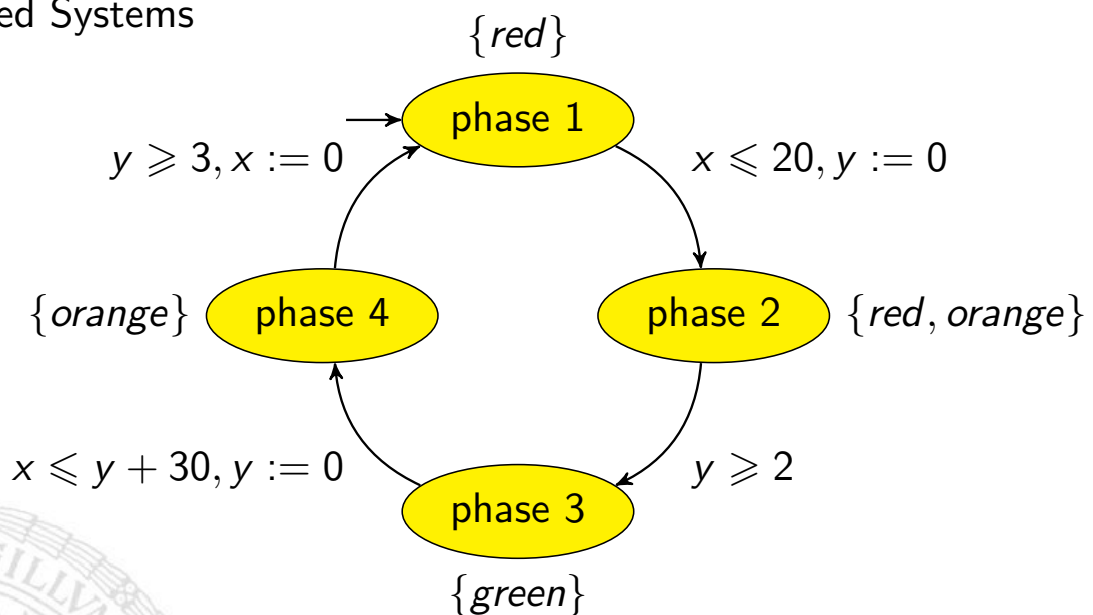 ed Systems
{red}
phase 1
y ⩾ 3, x := 0
x ⩽ 20, y := 0
{orange}
phase 4
phase 2
{red, orange}
x ⩽ y + 30, y := 0
y ⩾ 2
phase 3
{green}